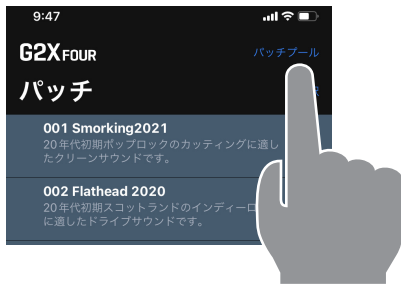 9:47
G2X FOUR
パッチプール
パッチ
001 Smorking2021
20年代初期ポップロックのカッティングに適し
たクリーンサウンドです。
002 Flathead 2020
20年代初期スコットランドのインディーロ
に適したドライブサウンドです。